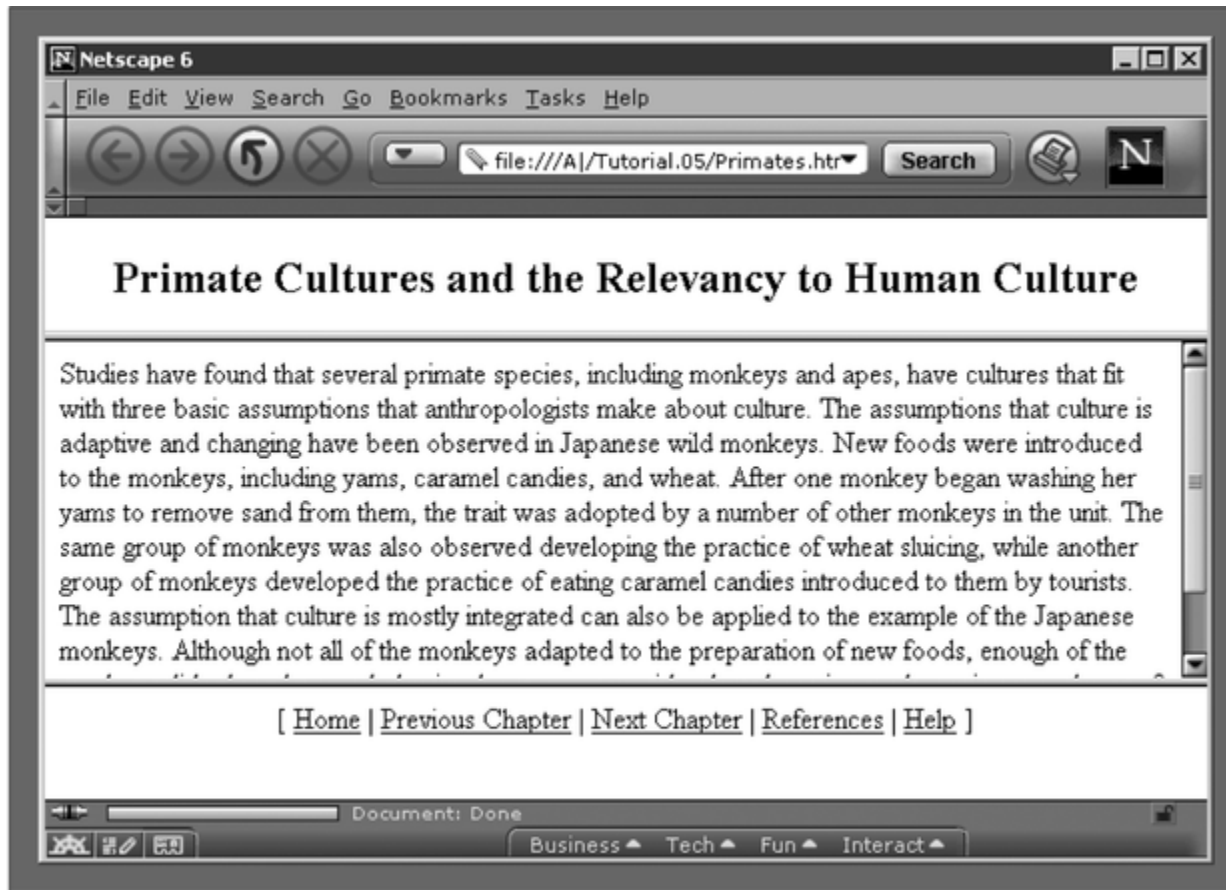 N Netscape 6
File Edit View Search Go Bookmarks Tasks Help
file:///A|/Tutorial.05/Primates.htr Search N
Primate Cultures and the Relevancy to Human Culture
Studies have found that several primate species, including monkeys and apes, have cultures that fit
with three basic assumptions that anthropologists make about culture. The assumptions that culture is
adaptive and changing have been observed in Japanese wild monkeys. New foods were introduced
to the monkeys, including yams, caramel candies, and wheat. After one monkey began washing her
yams to remove sand from them, the trait was adopted by a number of other monkeys in the unit. The
same group of monkeys was also observed developing the practice of wheat sluicing, while another
group of monkeys developed the practice of eating caramel candies introduced to them by tourists.
The assumption that culture is mostly integrated can also be applied to the example of the Japanese
monkeys. Although not all of the monkeys adapted to the preparation of new foods, enough of the
[ Home | Previous Chapter | Next Chapter | References | Help ]
Document: Done
Business Tech Fun Interact